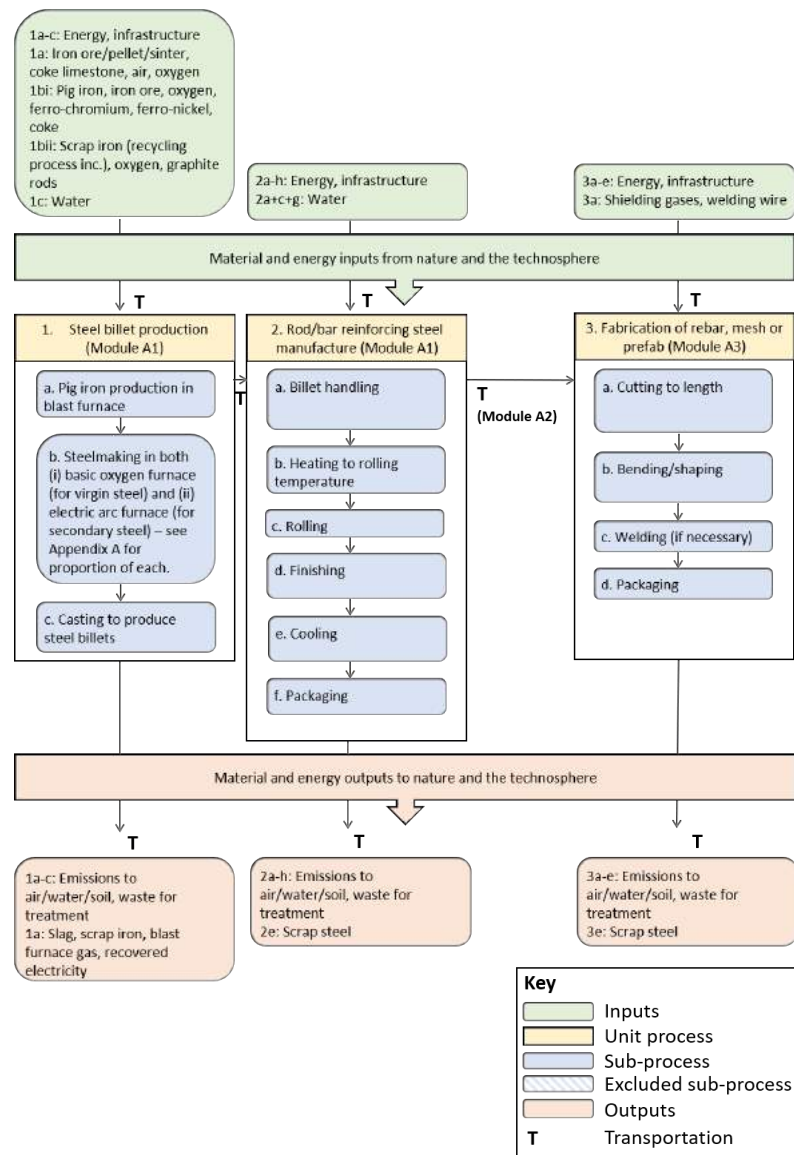 1a-c: Energy, infrastructure
1a: Iron ore/pellet/sinter,
coke limestone, air, oxygen
1bi: Pig iron, iron ore, oxygen,
ferro-chromium, ferro-nickel,
coke
1bii: Scrap iron (recycling
process inc.), oxygen, graphite
rods
1c: Water
2a-h: Energy, infrastructure
2a+c+g: Water
3a-e: Energy, infrastructure
3a: Shielding gases, welding wire
Material and energy inputs from nature and the technosphere
T
T
T
1. Steel billet production
(Module A1)
a. Pig iron production in
blast furnace
b. Steelmaking in both
(i) basic oxygen furnace
(for virgin steel) and (ii)
electric arc furnace (for
secondary steel) – see
Appendix A for
proportion of each.
c. Casting to produce
steel billets
T
2. Rod/bar reinforcing steel
manufacture (Module A1)
a. Billet handling
b. Heating to rolling
temperature
c. Rolling
d. Finishing
e. Cooling
f. Packaging
T
(Module A2)
3. Fabrication of rebar, mesh or
prefab (Module A3)
a. Cutting to length
b. Bending/shaping
c. Welding (if necessary)
d. Packaging
Material and energy outputs to nature and the technosphere
T
T
T
1a-c: Emissions to
air/water/soil, waste for
treatment
1a: Slag, scrap iron, blast
furnace gas, recovered
electricity
2a-h: Emissions to
air/water/soil, waste for
treatment
2e: Scrap steel
3a-e: Emissions to
air/water/soil, waste for
treatment
3e: Scrap steel
Key
Inputs
Unit process
Sub-process
Excluded sub-process
Outputs
T Transportation